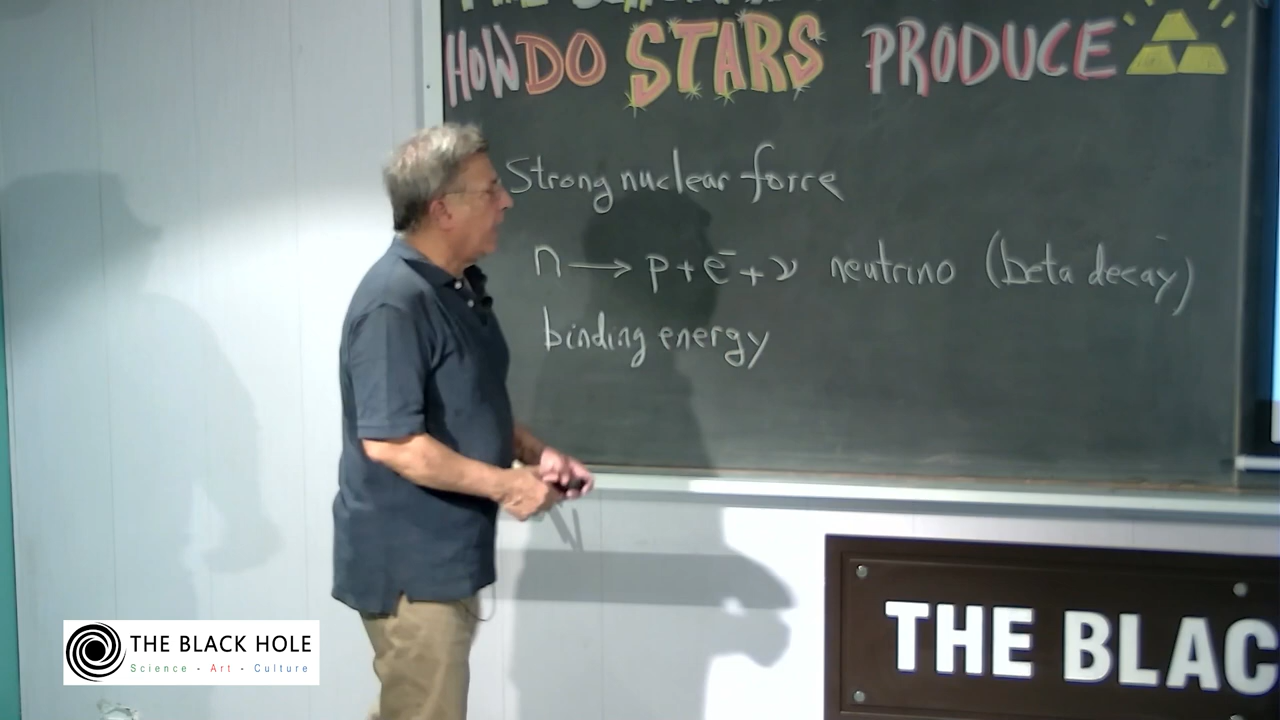 HOW DO STARS PRODUCE
Strong nuclear force
n → p + e⁻ + ν neutrino (beta decay)
binding energy
THE BLAC
THE BLACK HOLE
Science - Art - Culture